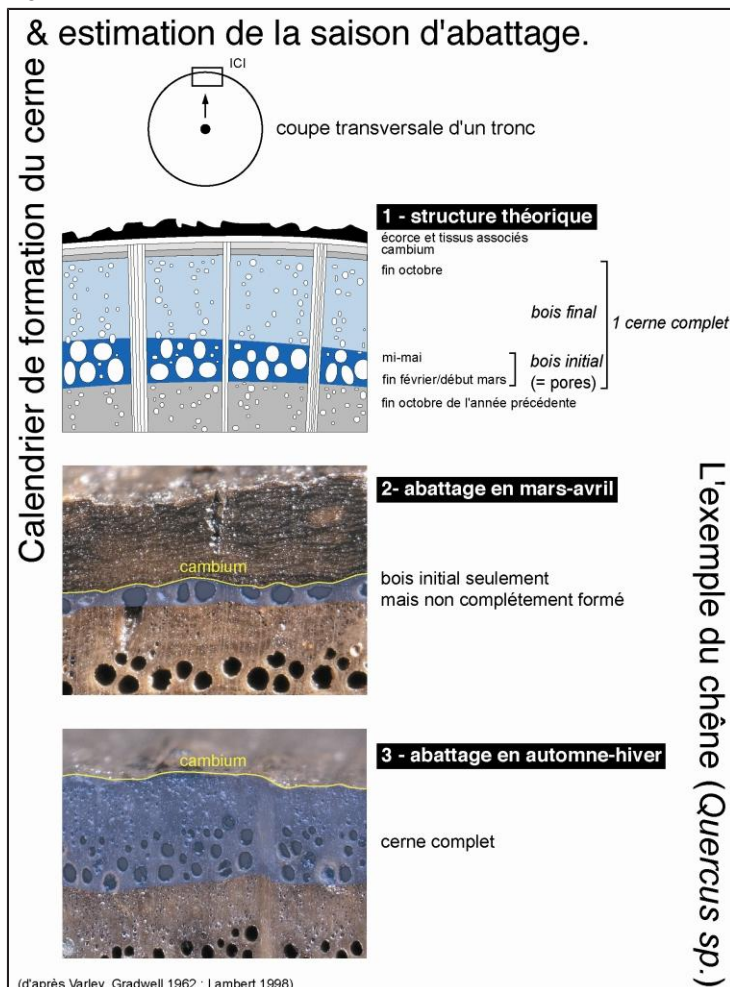 Calendrier de formation du cerne
& estimation de la saison d'abattage.
ICI
coupe transversale d'un tronc
1 - structure théorique
écorce et tissus associés
cambium
fin octobre
bois final
1 cerne complet
mi-mai
bois initial
fin février/début mars
(= pores)
fin octobre de l'année précédente
2- abattage en mars-avril
cambium
bois initial seulement
mais non complétement formé
3 - abattage en automne-hiver
cambium
cerne complet
L'exemple du chêne (Quercus sp.)
(d'après Varley, Gradwell 1962 ; Lambert 1998)